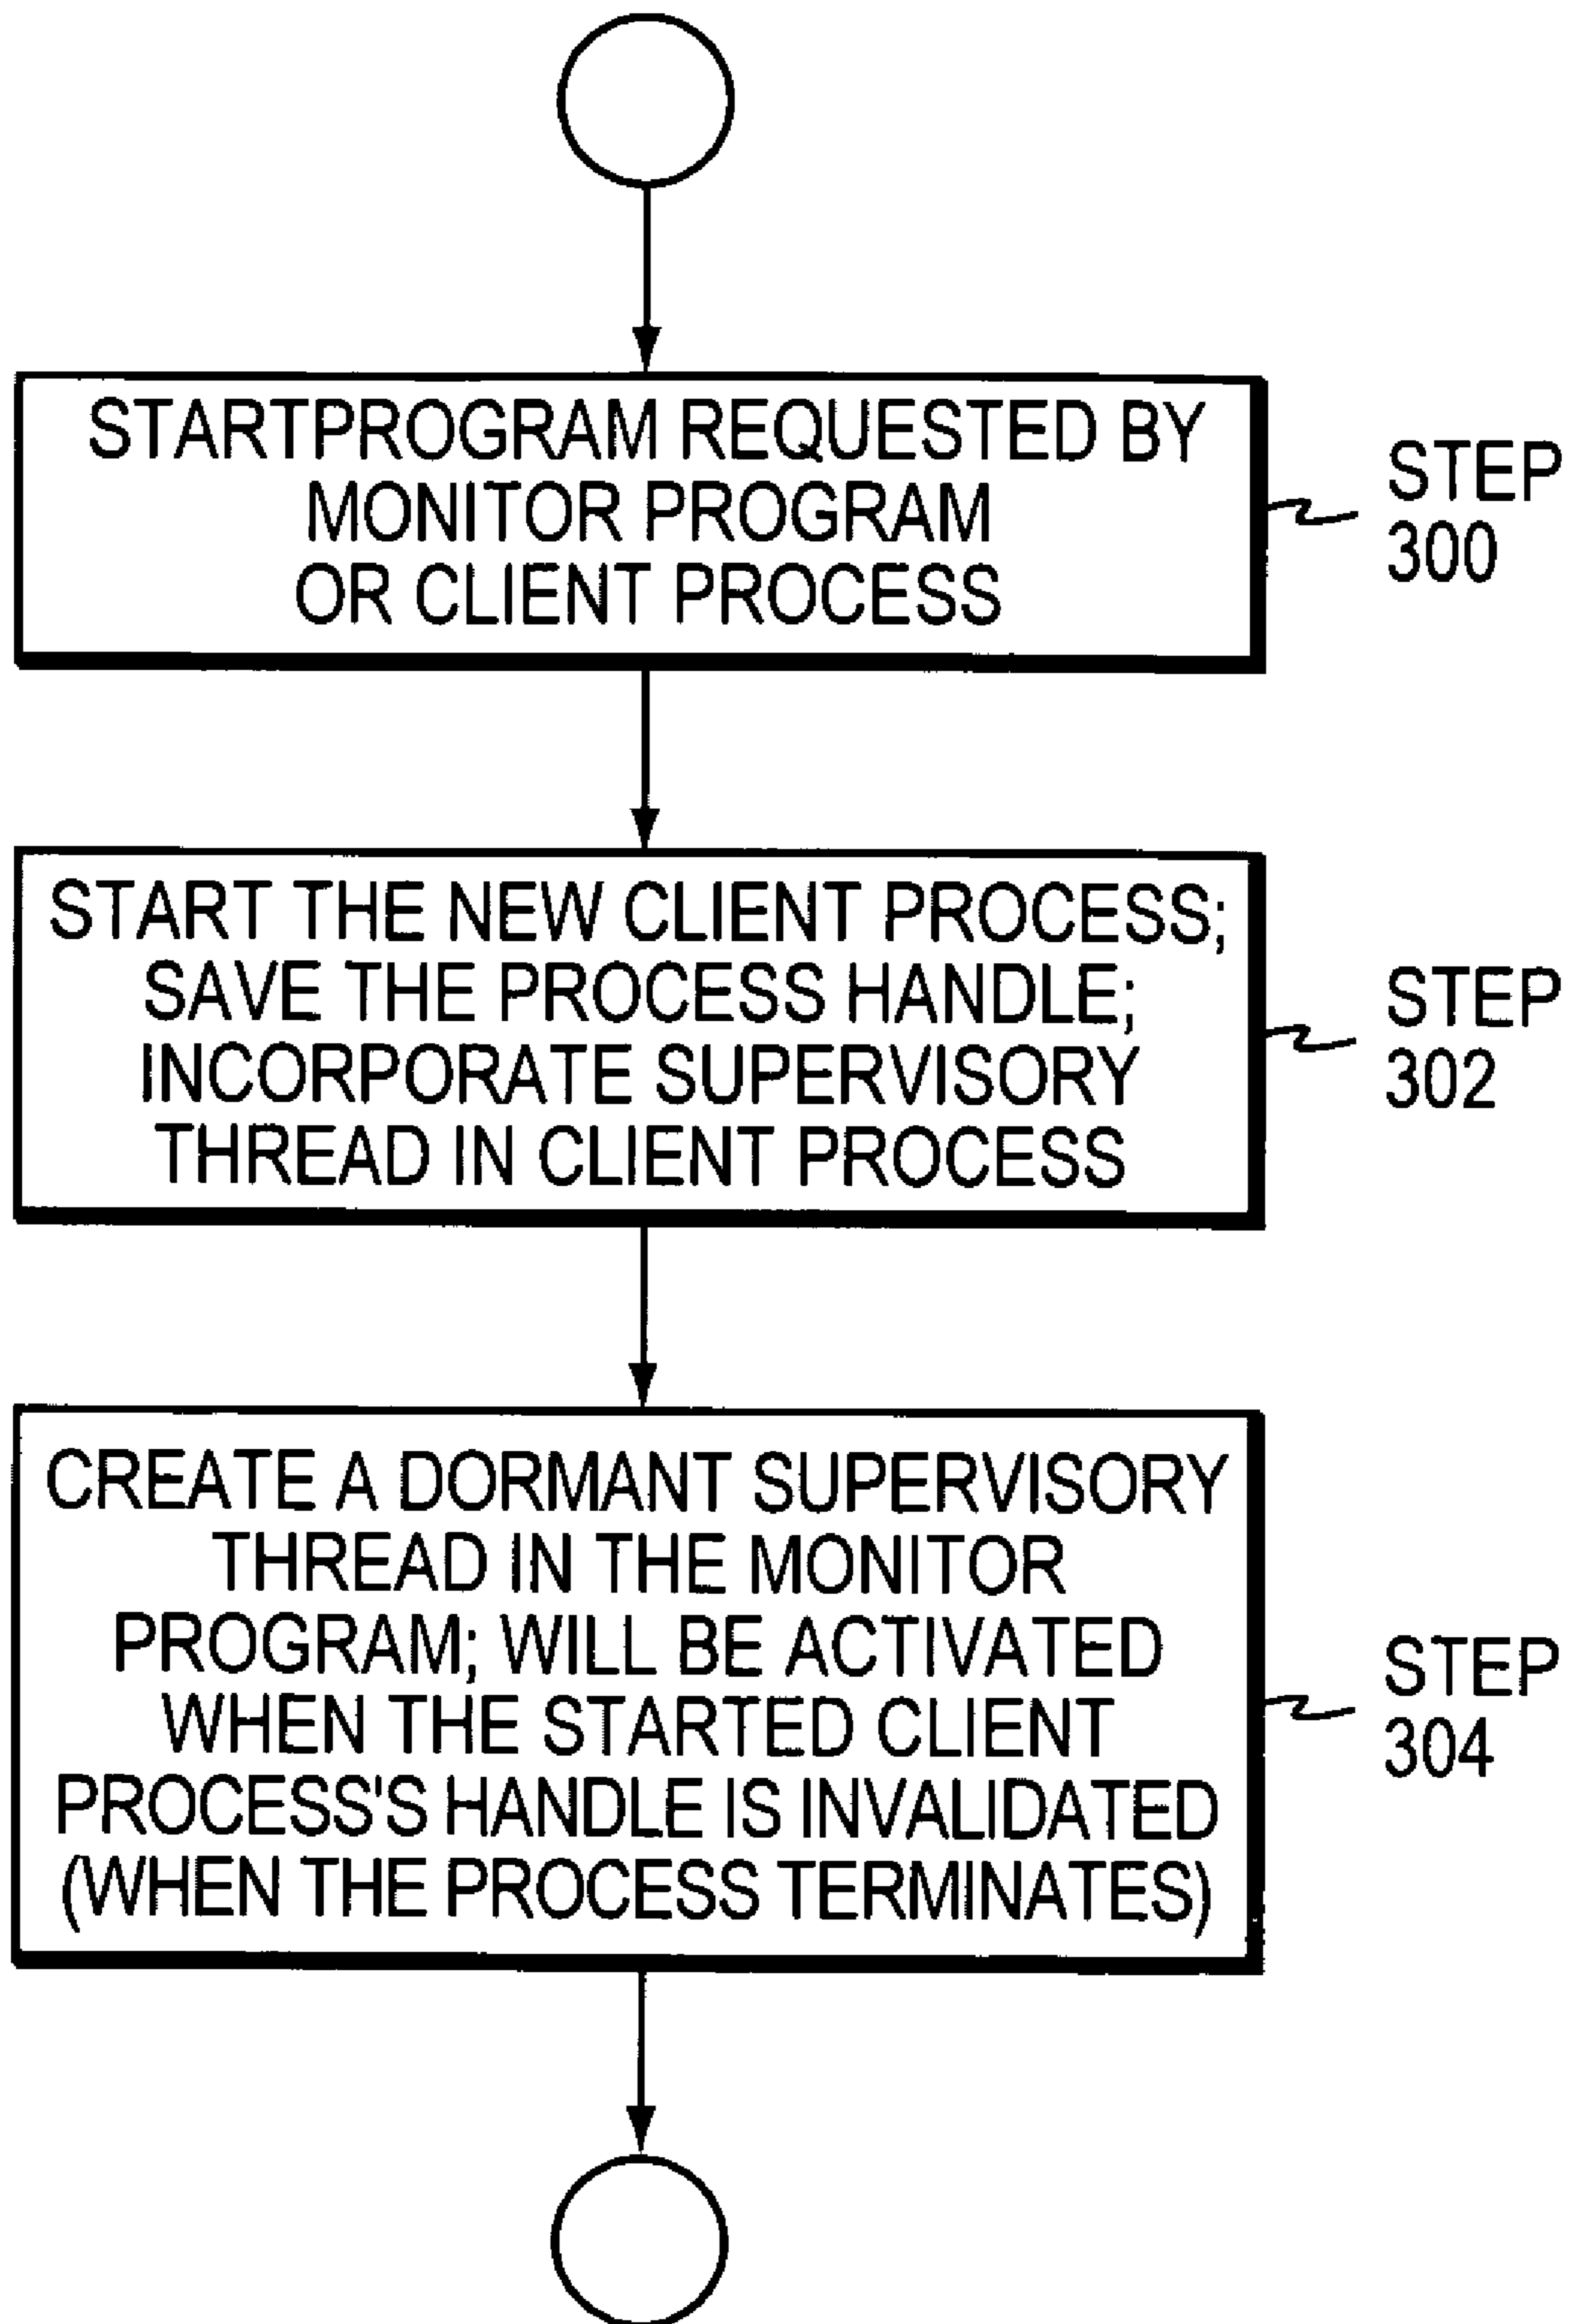 STARTPROGRAM REQUESTED BY
MONITOR PROGRAM
OR CLIENT PROCESS
STEP
300
START THE NEW CLIENT PROCESS;
SAVE THE PROCESS HANDLE;
INCORPORATE SUPERVISORY
THREAD IN CLIENT PROCESS
STEP
302
CREATE A DORMANT SUPERVISORY
THREAD IN THE MONITOR
PROGRAM; WILL BE ACTIVATED
WHEN THE STARTED CLIENT
PROCESS'S HANDLE IS INVALIDATED
(WHEN THE PROCESS TERMINATES)
STEP
304